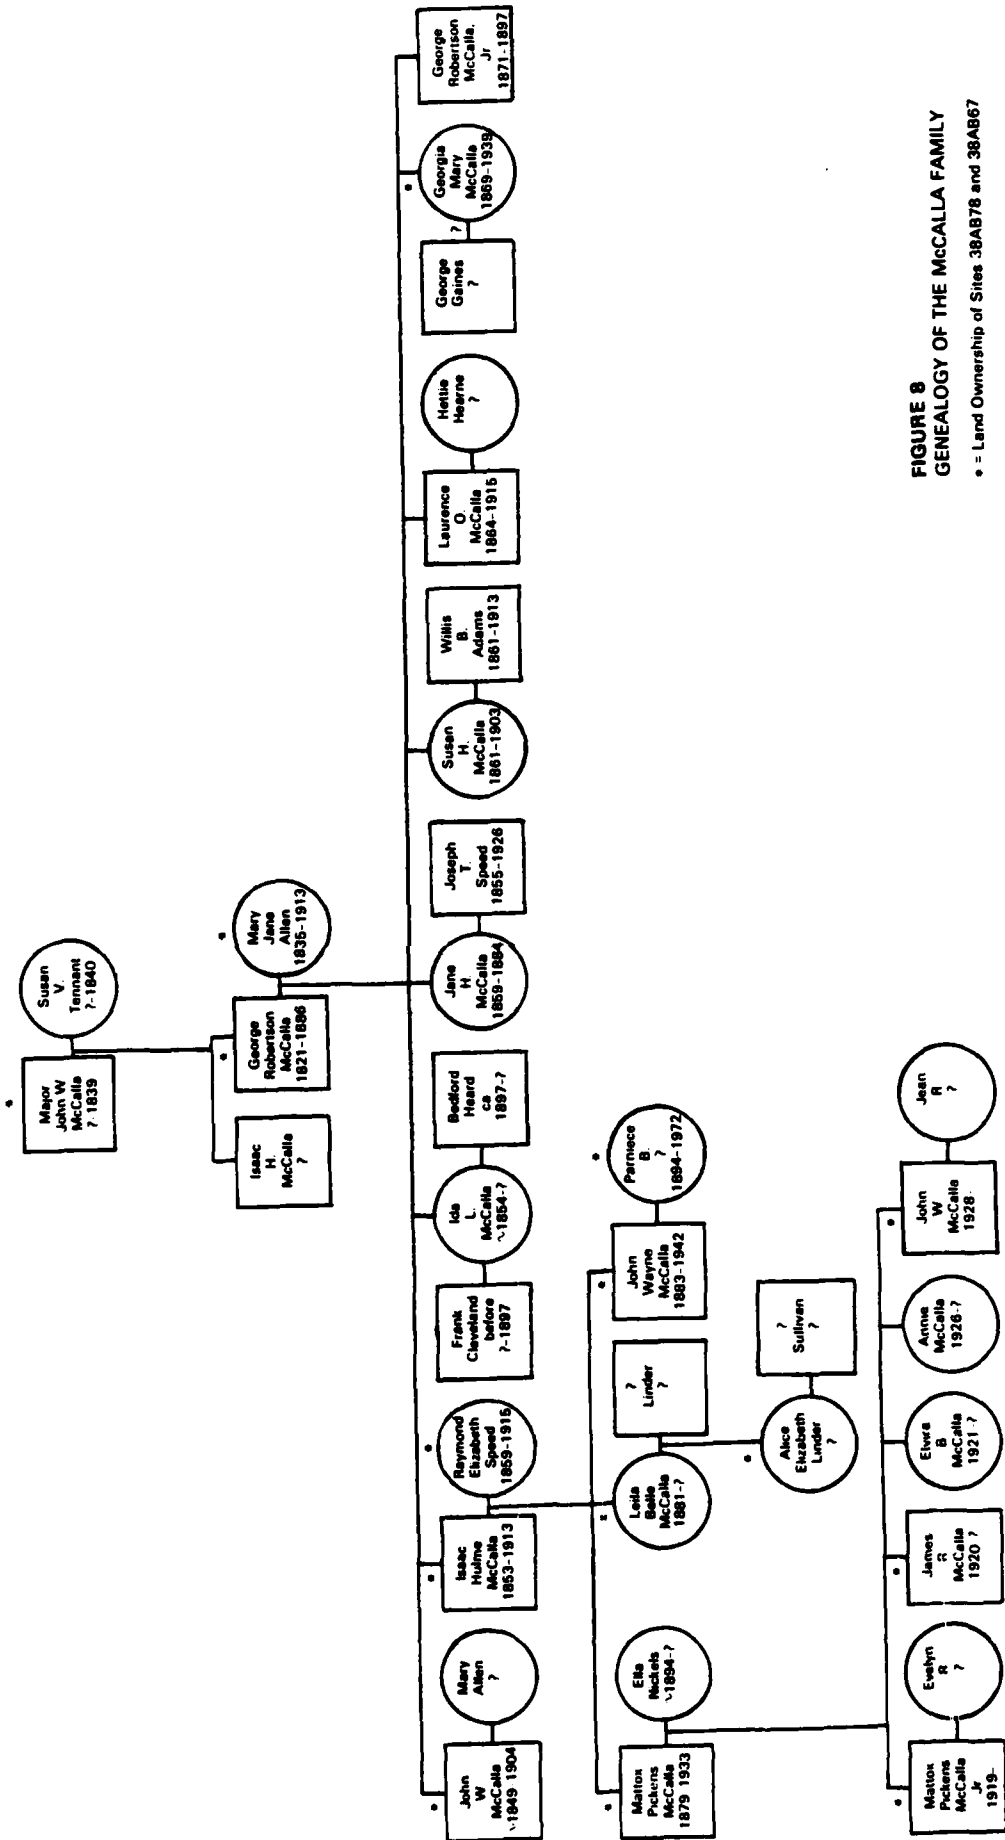 *
Major
John W
McCalla
?-1839
Susan
V.
Tennant
?-1840
Isaac
H.
McCalla
?
*
George
Robertson
McCalla
1821-1886
*
Mary
Jane
Allen
1835-1913
*
John
W
McCalla
~1849 1904
Mary
Allen
?
*
Isaac
Hulme
McCalla
1853-1913
*
Raymond
Elizabeth
Speed
1859-1915
Frank
Cleveland
before
?-1897
*
Ida
L.
McCalla
~1854-?
Bedford
Heard
ca
1897-?
Jane
H.
McCalla
1859-1884
Joseph
T.
Speed
1855-1926
Susan
H.
McCalla
1861-1903
Willis
B.
Adams
1861-1913
Laurence
O.
McCalla
1864-1915
Hettie
Hearne
?
George
Gaines
?
?
*
Georgia
Mary
McCalla
1869-1939
George
Robertson
McCalla,
Jr
1871-1897
*
Mattox
Pickens
McCalla
1879 1933
Ella
Nickels
~1894-?
*
Leila
Belle
McCalla
1881-?
?
Linder
?
*
John
Wayne
McCalla
1883-1942
*
Parniece
B.
?
1894-1972
*
Alice
Elizabeth
Linder
?
?
Sullivan
?
*
Mattox
Pickens
McCalla
Jr
1919-
Evelyn
R
?
*
James
R
McCalla
1920 ?
Elvira
B
McCalla
1921-?
Annie
McCalla
1926-?
*
John
W
McCalla
1928-
Jean
R
?
FIGURE 8
GENEALOGY OF THE McCALLA FAMILY
* = Land Ownership of Sites 38AB78 and 38AB67